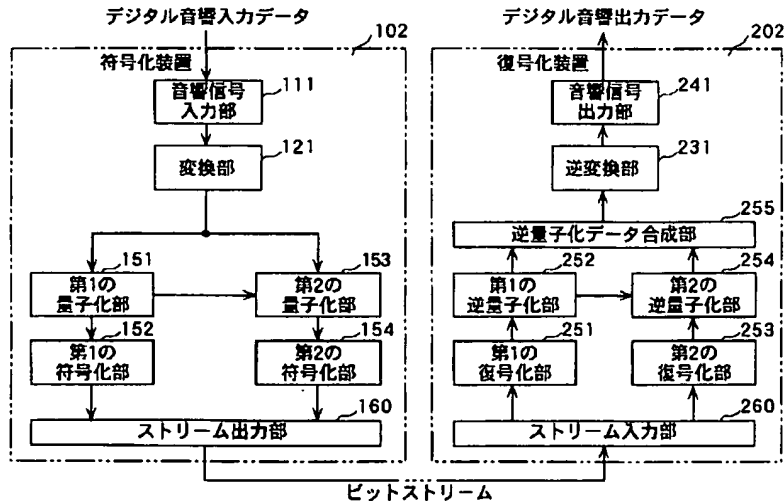 デジタル音響入力データ
102
符号化装置
音響信号
入力部
111
変換部
121
151
第1の
量子化部
153
第2の
量子化部
152
第1の
符号化部
154
第2の
符号化部
160
ストリーム出力部
デジタル音響出力データ
202
復号化装置
音響信号
出力部
241
逆変換部
231
255
逆量子化データ合成部
252
第1の
逆量子化部
254
第2の
逆量子化部
251
第1の
復号化部
253
第2の
復号化部
260
ストリーム入力部
ビットストリーム